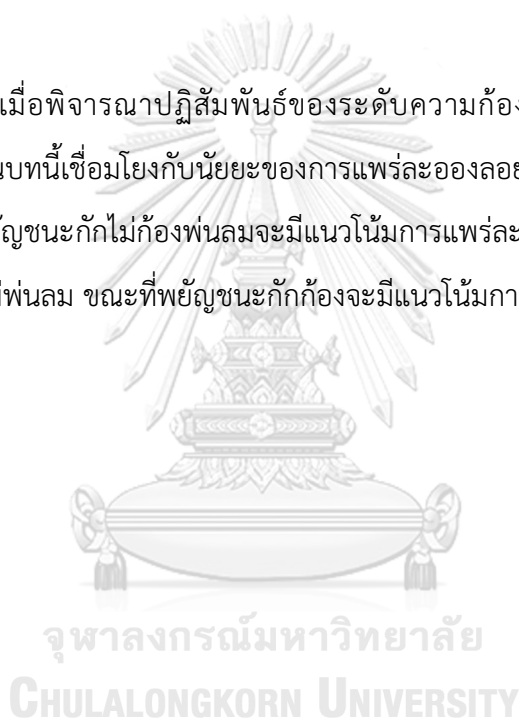 เมื่อพิจารณาปฏิสัมพันธ์ของระดับความก้อง
นบทนี้เชื่อมโยงกับนัยยะของการแพร่ละอองลอย
ัญชนะกักไม่ก้องพ่นลมจะมีแนวโน้มการแพร่ละ
พ่นลม ขณะที่พยัญชนะกักก้องจะมีแนวโน้มกา
จุฬาลงกรณ์มหาวิทยาลัย
CHULALONGKORN UNIVERSITY